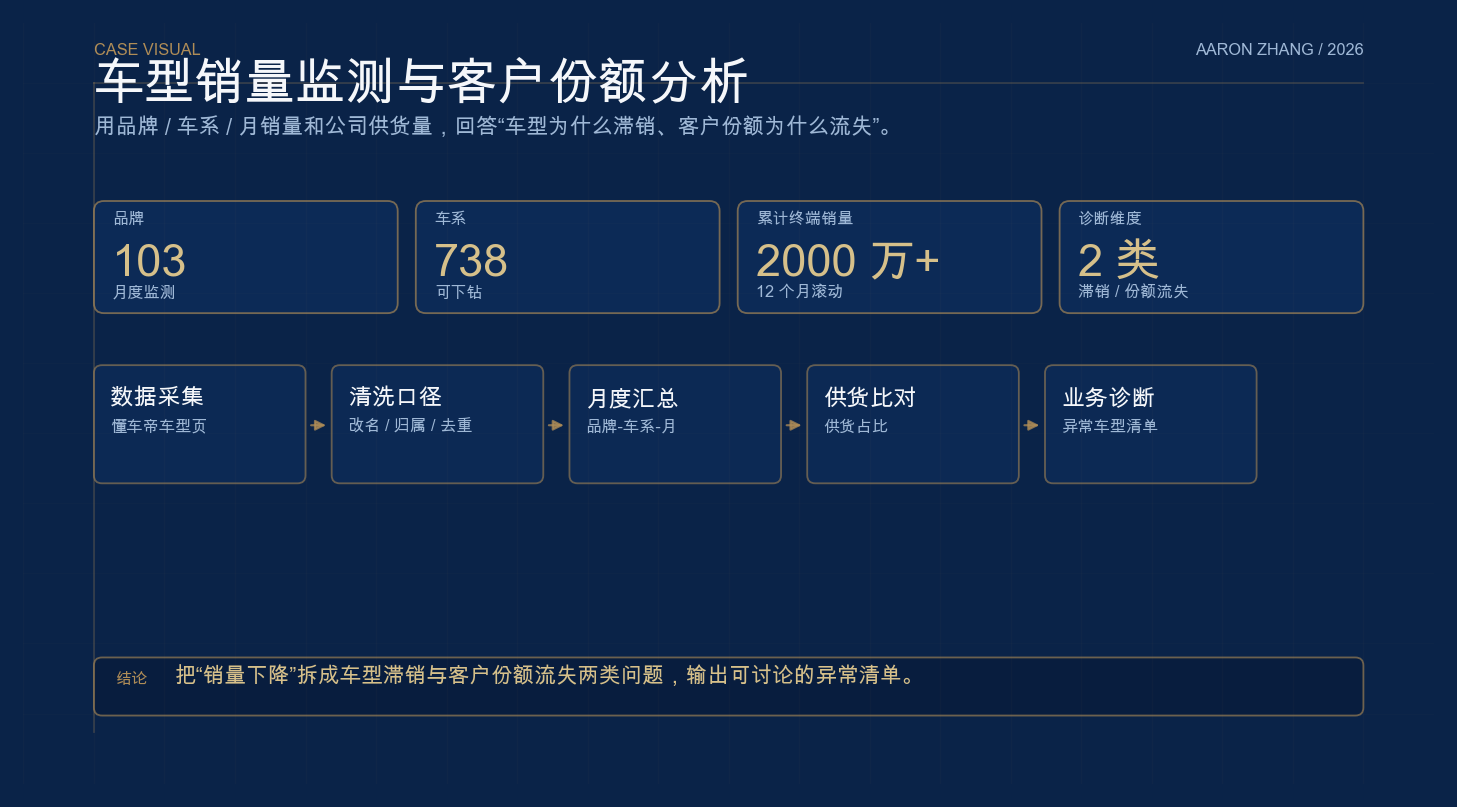 CASE VISUAL
AARON ZHANG / 2026
车型销量监测与客户份额分析
用品牌 / 车系 / 月销量和公司供货量，回答“车型为什么滞销、客户份额为什么流失”。
品牌
103
月度监测
车系
738
可下钻
累计终端销量
2000 万+
12 个月滚动
诊断维度
2 类
滞销 / 份额流失
数据采集
懂车帝车型页
清洗口径
改名 / 归属 / 去重
月度汇总
品牌-车系-月
供货比对
供货占比
业务诊断
异常车型清单
结论
把“销量下降”拆成车型滞销与客户份额流失两类问题，输出可讨论的异常清单。